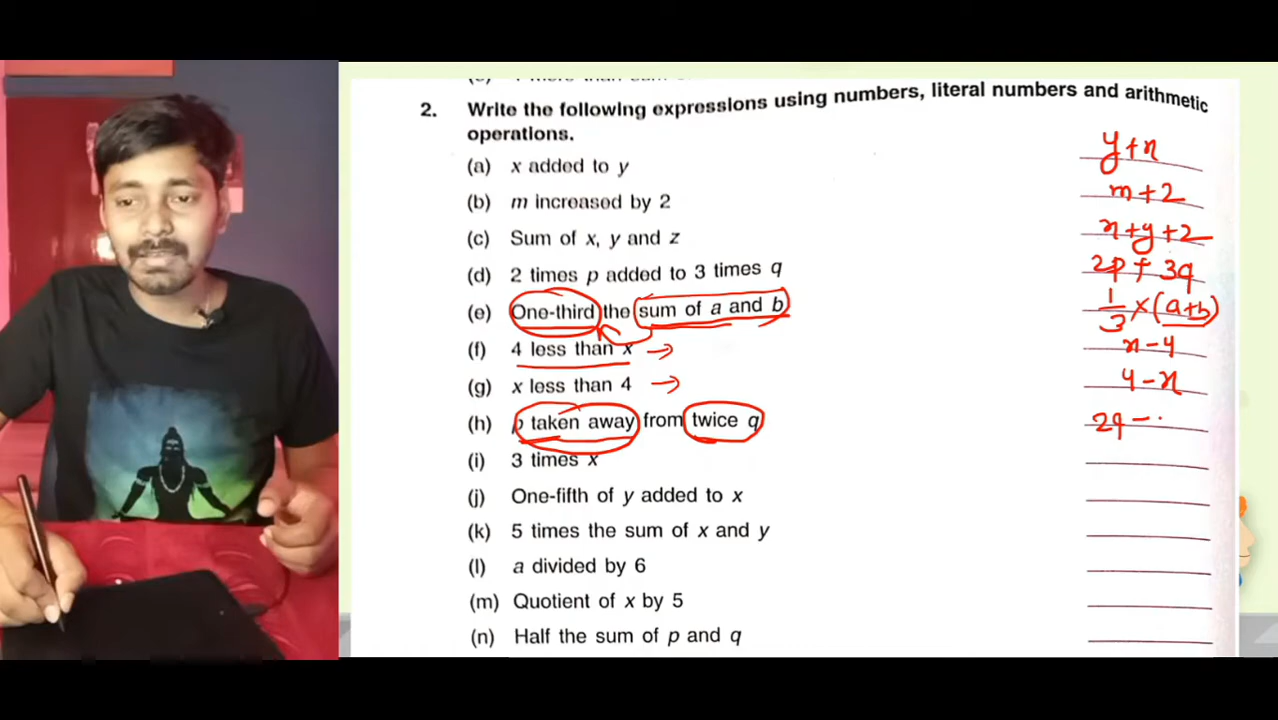 2. Write the following expressions using numbers, literal numbers and arithmetic
operations.
(a) x added to y y+x
(b) m increased by 2 m+2
(c) Sum of x, y and z x+y+z
(d) 2 times p added to 3 times q 2p + 3q
(e) One-third the sum of a and b 1/3 × (a+b)
(f) 4 less than x → x-4
(g) x less than 4 → 4-x
(h) p taken away from twice q 2q -
(i) 3 times x
(j) One-fifth of y added to x
(k) 5 times the sum of x and y
(l) a divided by 6
(m) Quotient of x by 5
(n) Half the sum of p and q